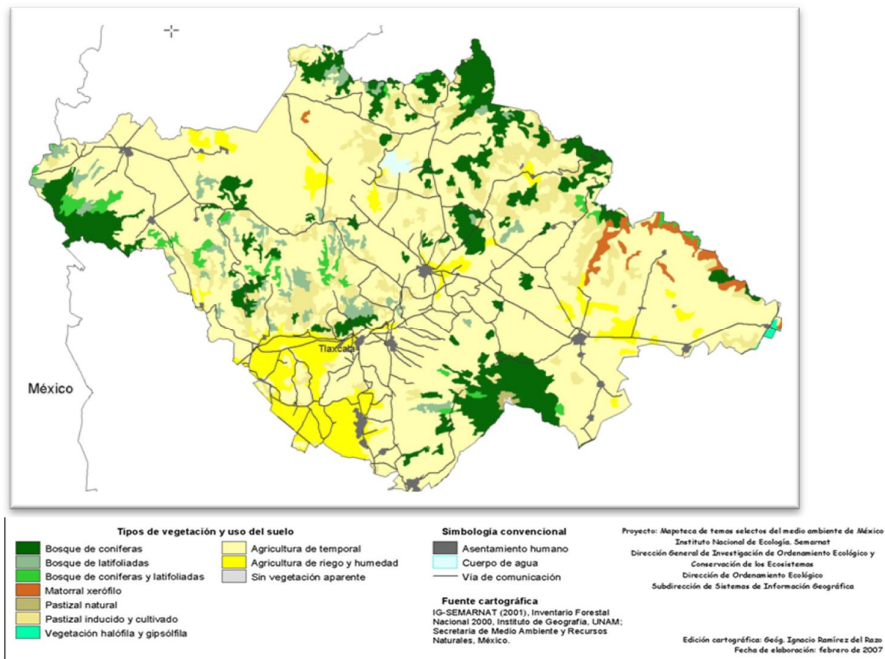 Tlaxcala
México
Tipos de vegetación y uso del suelo
Bosque de coníferas
Bosque de latifoliadas
Bosque de coníferas y latifoliadas
Matorral xerófilo
Pastizal natural
Pastizal inducido y cultivado
Vegetación halófila y gipsófila
Agricultura de temporal
Agricultura de riego y humedad
Sin vegetación aparente
Simbología convencional
Asentamiento humano
Cuerpo de agua
Vía de comunicación
Fuente cartográfica
IG-SEMARNAT (2001), Inventario Forestal
Nacional 2000, Instituto de Geografía, UNAM;
Secretaría de Medio Ambiente y Recursos
Naturales, México.
Proyecto: Mapoteca de temas selectos del medio ambiente de México
Instituto Nacional de Ecología. Semarnat
Dirección General de Investigación de Ordenamiento Ecológico y
Conservación de los Ecosistemas
Dirección de Ordenamiento Ecológico
Subdirección de Sistemas de Información Geográfica
Edición cartográfica: Geóg. Ignacio Ramírez del Razo
Fecha de elaboración: febrero de 2007